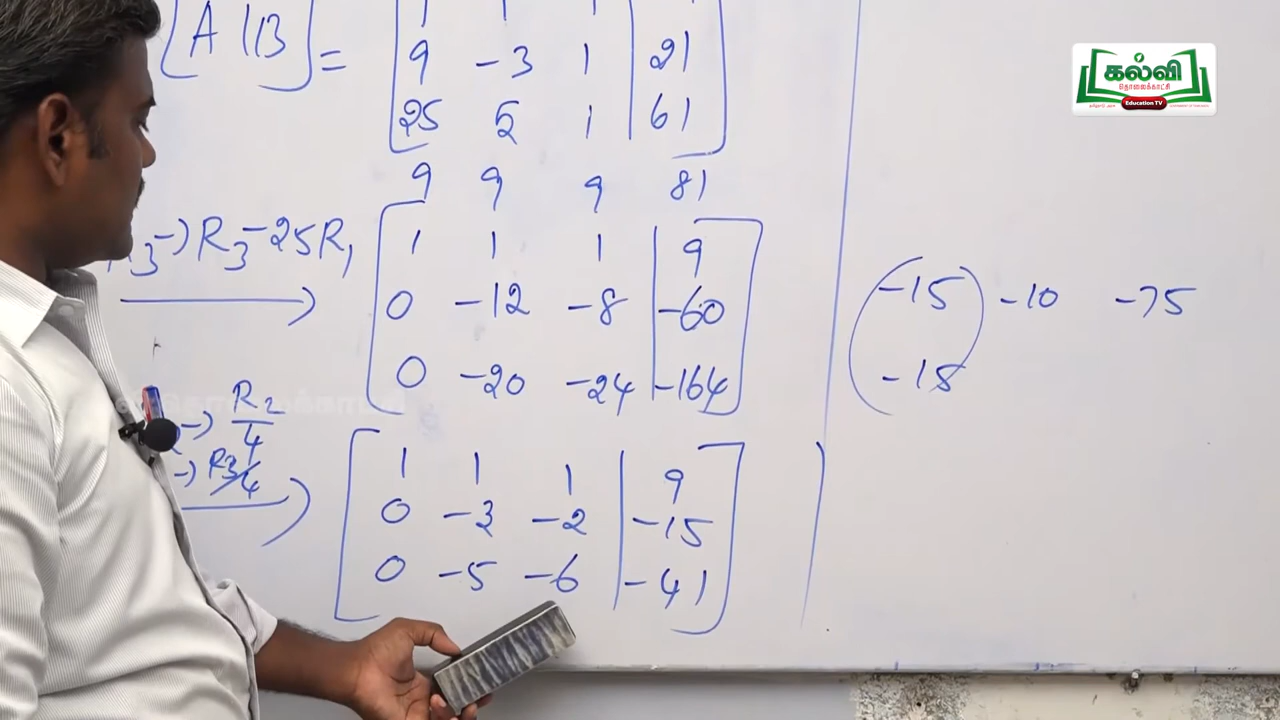 [A | B] = [ 1 1 1 |
9 -3 1 | 21
25 5 1 | 61 ]
9 9 9 81
R3 -> R3 - 25R1 [ 1 1 1 | 9
0 -12 -8 | -60
0 -20 -24 | -164 ]
-15 -10 -75
-18
-> R2/4
-> R3/4
[ 1 1 1 | 9
0 -3 -2 | -15
0 -5 -6 | -41 ]
கல்வி
தொலைக்காட்சி
Education TV